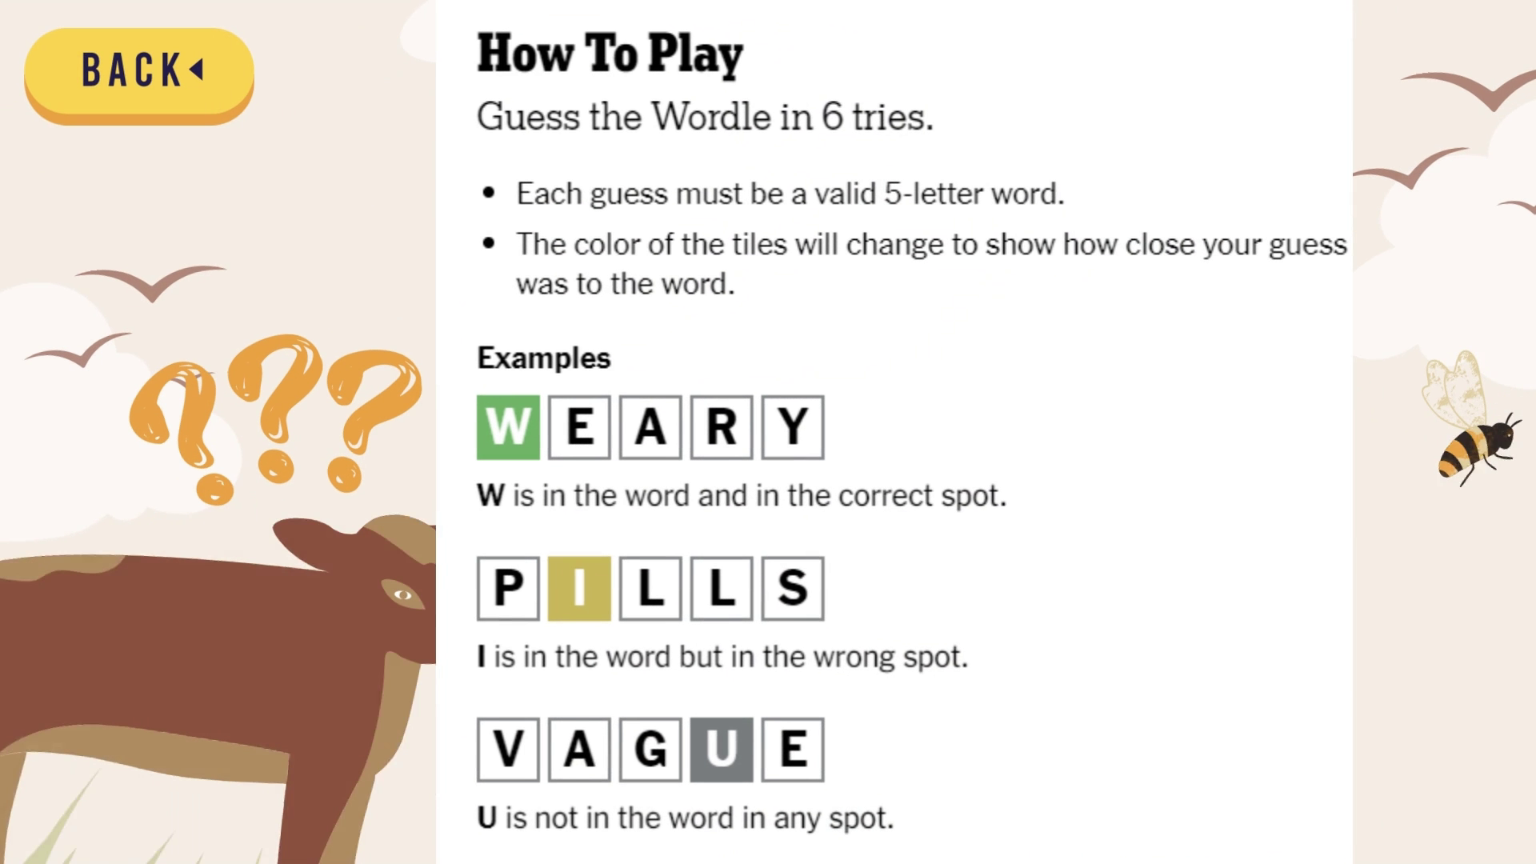 BACK
How To Play
Guess the Wordle in 6 tries.
• Each guess must be a valid 5-letter word.
• The color of the tiles will change to show how close your guess
was to the word.
Examples
W E A R Y
W is in the word and in the correct spot.
P I L L S
I is in the word but in the wrong spot.
V A G U E
U is not in the word in any spot.
???